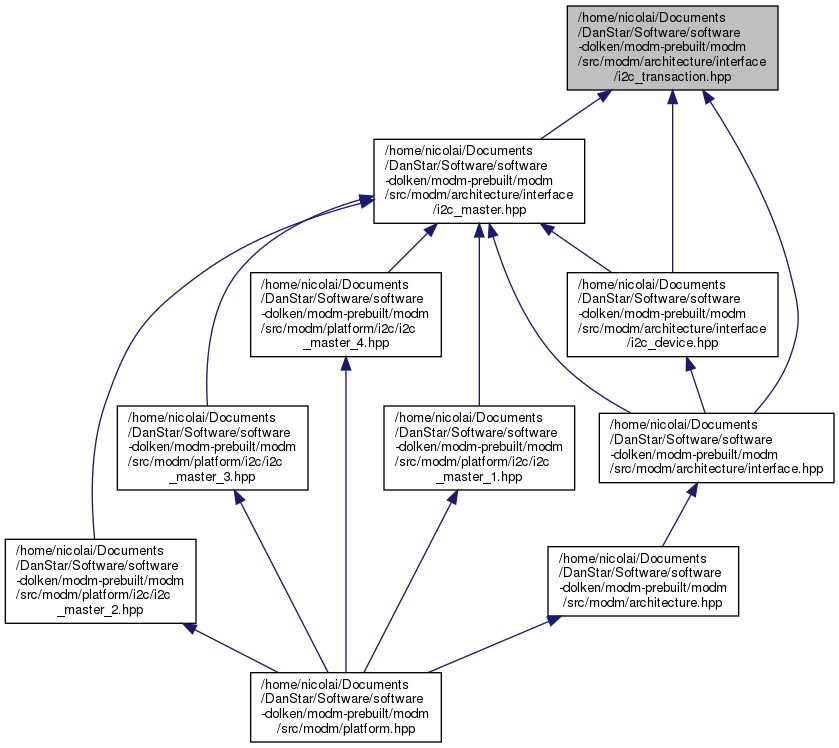 /home/nicolai/Documents
/DanStar/Software/software
-dolken/modm-prebuilt/modm
/src/modm/architecture/interface
/i2c_transaction.hpp
/home/nicolai/Documents
/DanStar/Software/software
-dolken/modm-prebuilt/modm
/src/modm/architecture/interface
/i2c_master.hpp
/home/nicolai/Documents
/DanStar/Software/software
-dolken/modm-prebuilt/modm
/src/modm/platform/i2c/i2c
_master_4.hpp
/home/nicolai/Documents
/DanStar/Software/software
-dolken/modm-prebuilt/modm
/src/modm/architecture/interface
/i2c_device.hpp
/home/nicolai/Documents
/DanStar/Software/software
-dolken/modm-prebuilt/modm
/src/modm/platform/i2c/i2c
_master_3.hpp
/home/nicolai/Documents
/DanStar/Software/software
-dolken/modm-prebuilt/modm
/src/modm/platform/i2c/i2c
_master_1.hpp
/home/nicolai/Documents
/DanStar/Software/software
-dolken/modm-prebuilt/modm
/src/modm/architecture/interface.hpp
/home/nicolai/Documents
/DanStar/Software/software
-dolken/modm-prebuilt/modm
/src/modm/platform/i2c/i2c
_master_2.hpp
/home/nicolai/Documents
/DanStar/Software/software
-dolken/modm-prebuilt/modm
/src/modm/architecture.hpp
/home/nicolai/Documents
/DanStar/Software/software
-dolken/modm-prebuilt/modm
/src/modm/platform.hpp